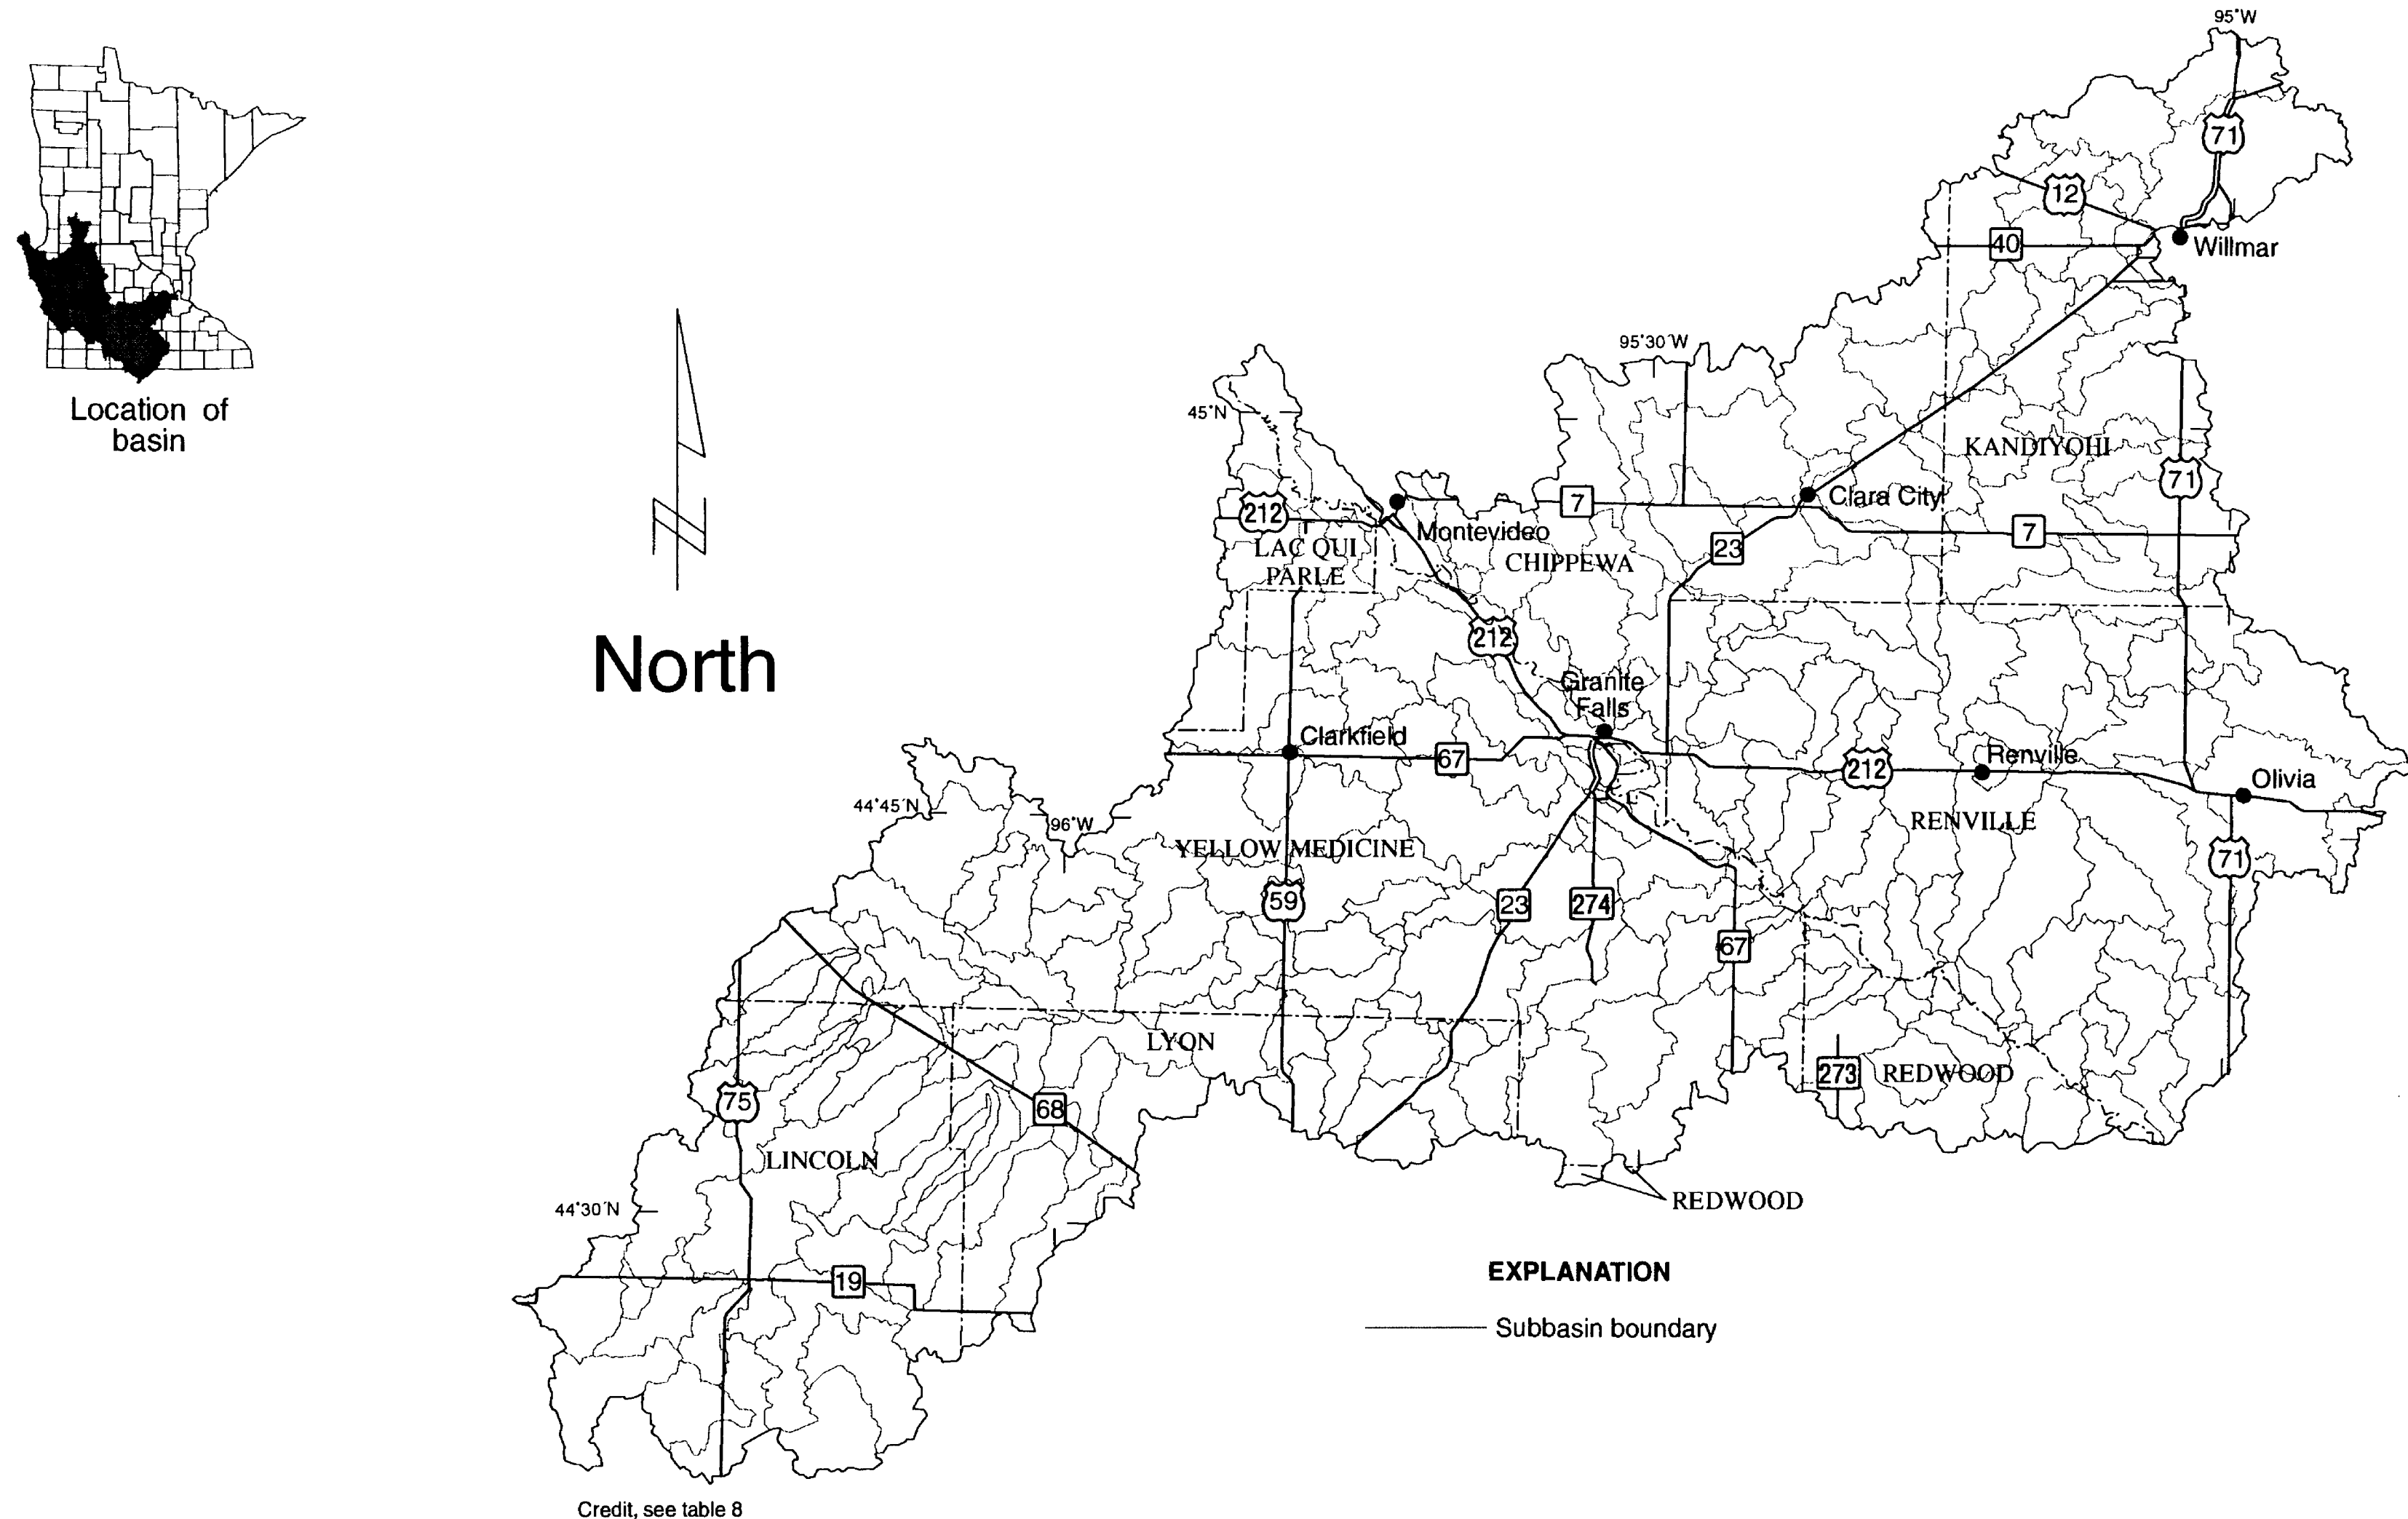 95°W
71
12
40
Willmar
Location of
basin
95°30´W
45°N
KANDIYOHI
71
212
7
Clara City
Montevideo
23
7
LAC QUI
PARLE
CHIPPEWA
212
North
Granite
Falls
Clarkfield
67
212
Renville
Olivia
44°45´N
96°W
RENVILLE
YELLOW MEDICINE
71
59
23
274
67
LYON
273
REDWOOD
75
68
LINCOLN
REDWOOD
44°30´N
19
EXPLANATION
Subbasin boundary
Credit, see table 8